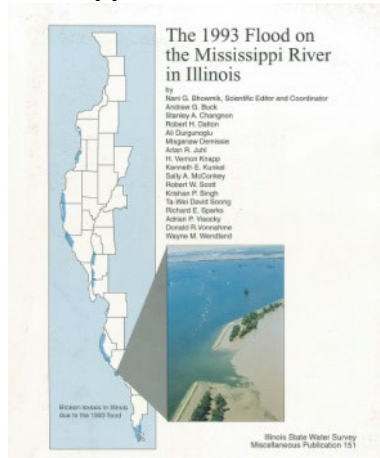 The 1993 Flood on
the Mississippi River
in Illinois
by
Nani G. Bhowmik, Scientific Editor and Coordinator
Andrew G. Buck
Stanley A. Changnon
Robert H. Dalton
Ali Durgunoglu
Misganaw Demissie
Arlan R. Juhl
H. Vernon Knapp
Kenneth E. Kunkel
Sally A. McConkey
Robert W. Scott
Krishan P. Singh
Ta-Wei David Soong
Richard E. Sparks
Adrian P. Visocky
Donald R.Vonnahme
Wayne M. Wendland
Broken levees in Illinois
due to the 1993 flood
Illinois State Water Survey
Miscellaneous Publication 151